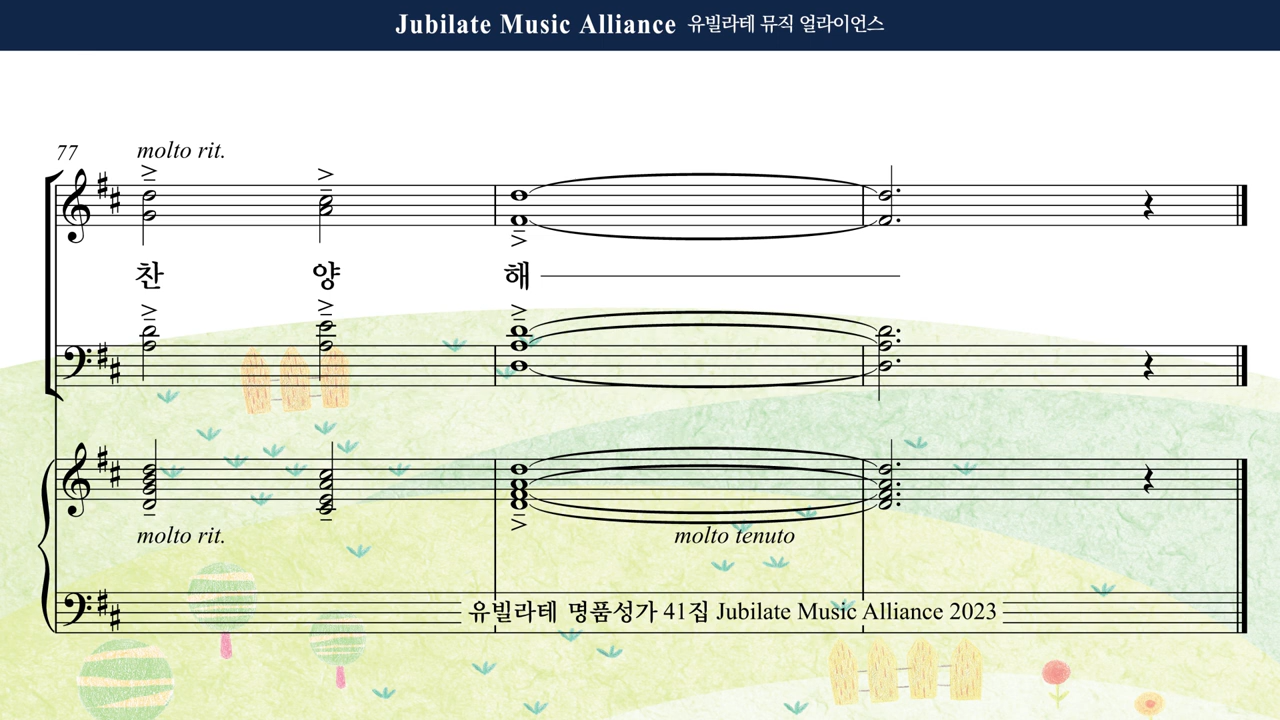 Jubilate Music Alliance 유빌라테 뮤직 얼라이언스
77 molto rit.
찬 양 해
molto rit. molto tenuto
유빌라테 명품성가 41집 Jubilate Music Alliance 2023